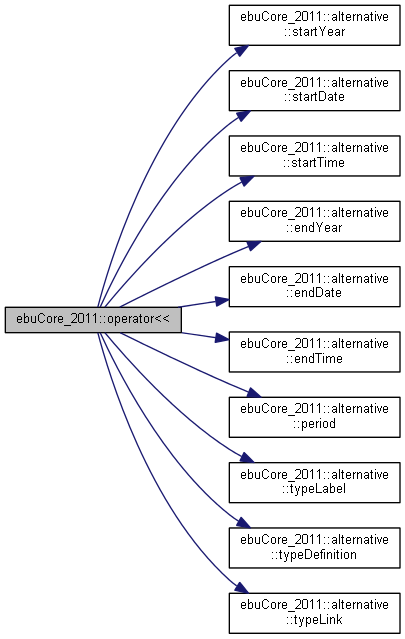 ebuCore_2011::alternative
::startYear
ebuCore_2011::alternative
::startDate
ebuCore_2011::alternative
::startTime
ebuCore_2011::alternative
::endYear
ebuCore_2011::alternative
::endDate
ebuCore_2011::operator<<
ebuCore_2011::alternative
::endTime
ebuCore_2011::alternative
::period
ebuCore_2011::alternative
::typeLabel
ebuCore_2011::alternative
::typeDefinition
ebuCore_2011::alternative
::typeLink